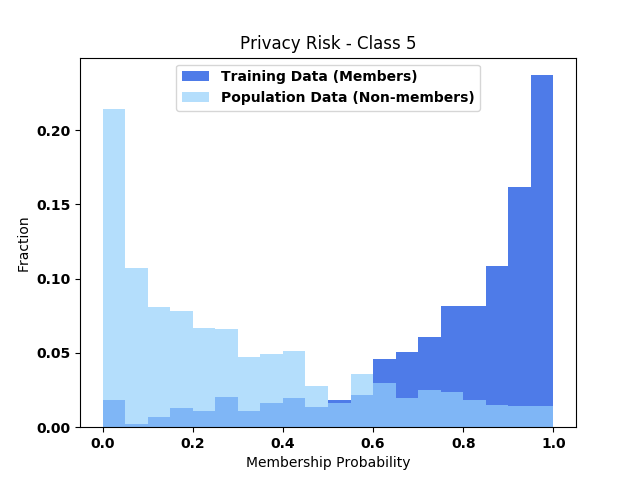 Privacy Risk - Class 5
Training Data (Members)
Population Data (Non-members)
Fraction
0.20
0.15
0.10
0.05
0.00
0.0 0.2 0.4 0.6 0.8 1.0
Membership Probability